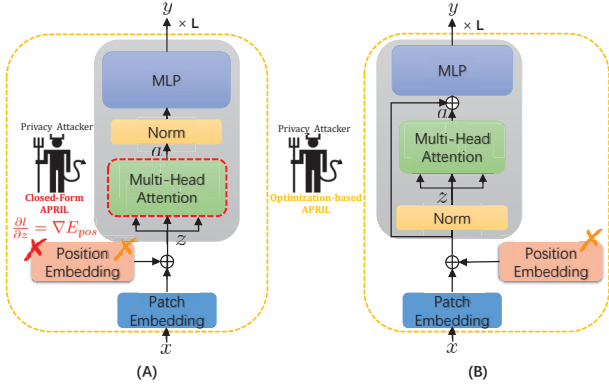 y
× L
MLP
Norm
a
Multi-Head
Attention
z
Privacy Attacker
Closed-Form
APRIL
∂l/∂z = ∇E_pos
Position
Embedding
Patch
Embedding
x
(A)
y
× L
MLP
a
Multi-Head
Attention
z
Norm
Privacy Attacker
Optimization-based
APRIL
Position
Embedding
Patch
Embedding
x
(B)